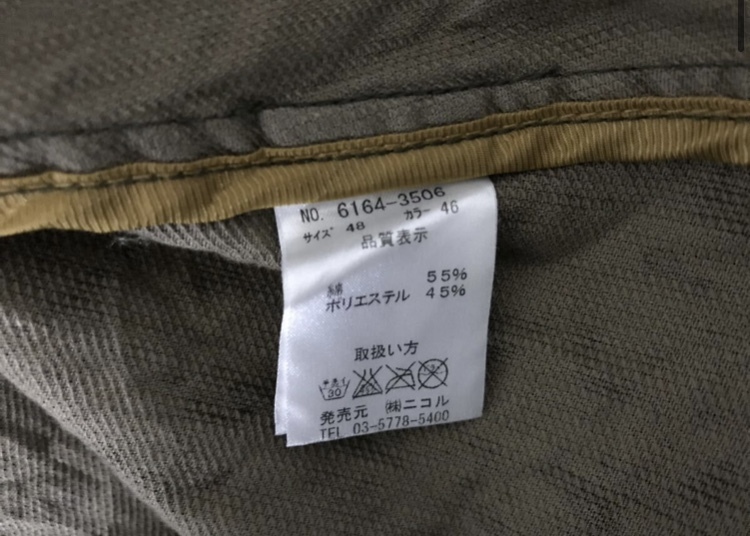 NO. 6164-3506
サイズ 48 カラー 46
品質表示
綿 55%
ポリエステル 45%
取扱い方
30
発売元 ㈱ニコル
TEL 03-5778-5400